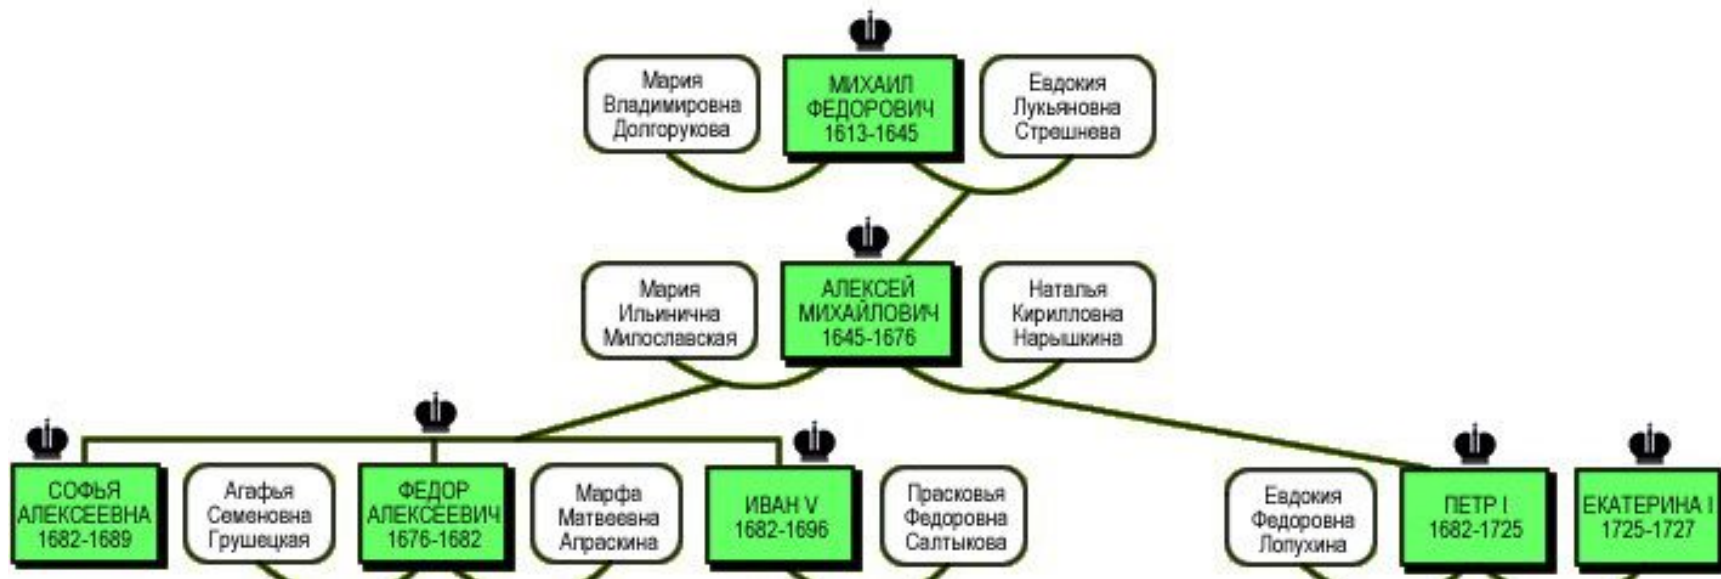 Мария
Владимировна
Долгорукова
МИХАИЛ
ФЕДОРОВИЧ
1613-1645
Евдокия
Лукьяновна
Стрешнева
Мария
Ильинична
Милославская
АЛЕКСЕЙ
МИХАЙЛОВИЧ
1645-1676
Наталья
Кирилловна
Нарышкина
СОФЬЯ
АЛЕКСЕЕВНА
1682-1689
Агафья
Семеновна
Грушецкая
ФЕДОР
АЛЕКСЕЕВИЧ
1676-1682
Марфа
Матвеевна
Апраскина
ИВАН V
1682-1696
Прасковья
Федоровна
Салтыкова
Евдокия
Федоровна
Лопухина
ПЕТР I
1682-1725
ЕКАТЕРИНА I
1725-1727